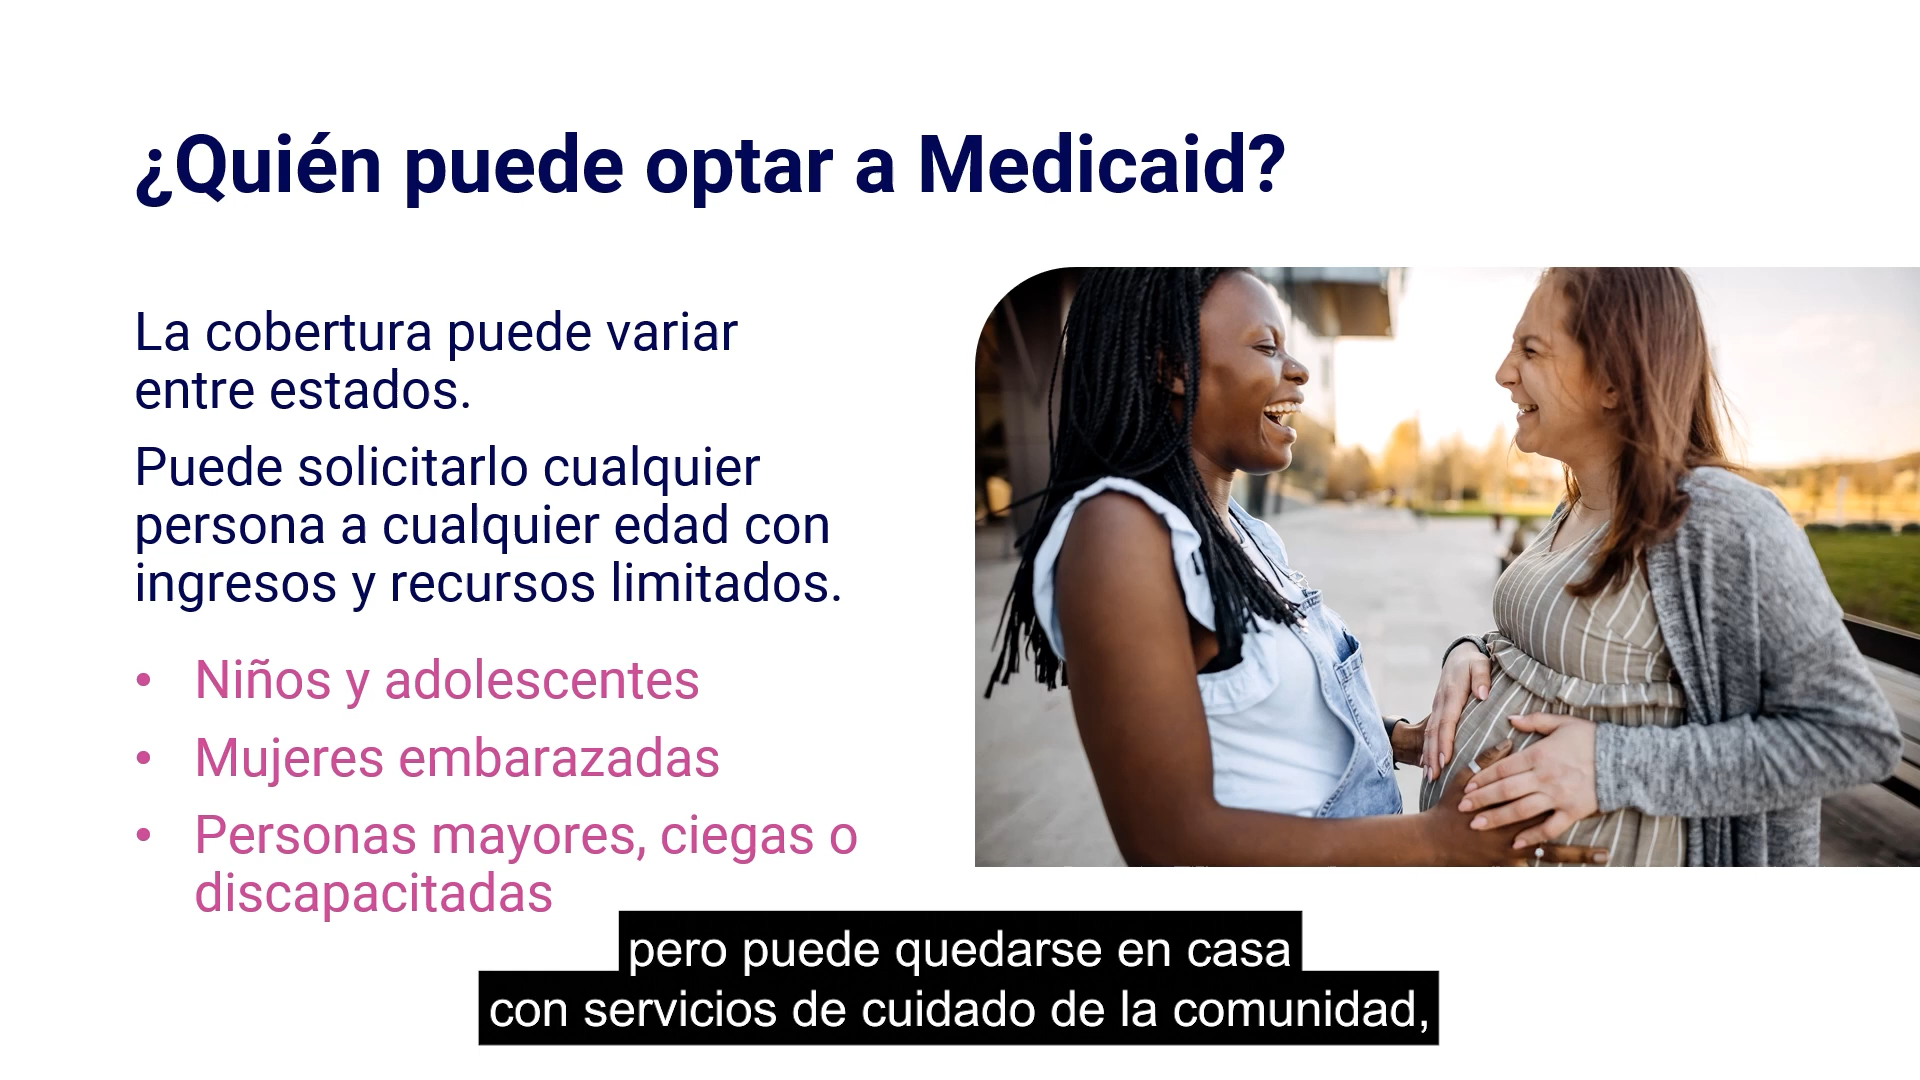 ¿Quién puede optar a Medicaid?
La cobertura puede variar
entre estados.
Puede solicitarlo cualquier
persona a cualquier edad con
ingresos y recursos limitados.
• Niños y adolescentes
• Mujeres embarazadas
• Personas mayores, ciegas o
discapacitadas
pero puede quedarse en casa
con servicios de cuidado de la comunidad,